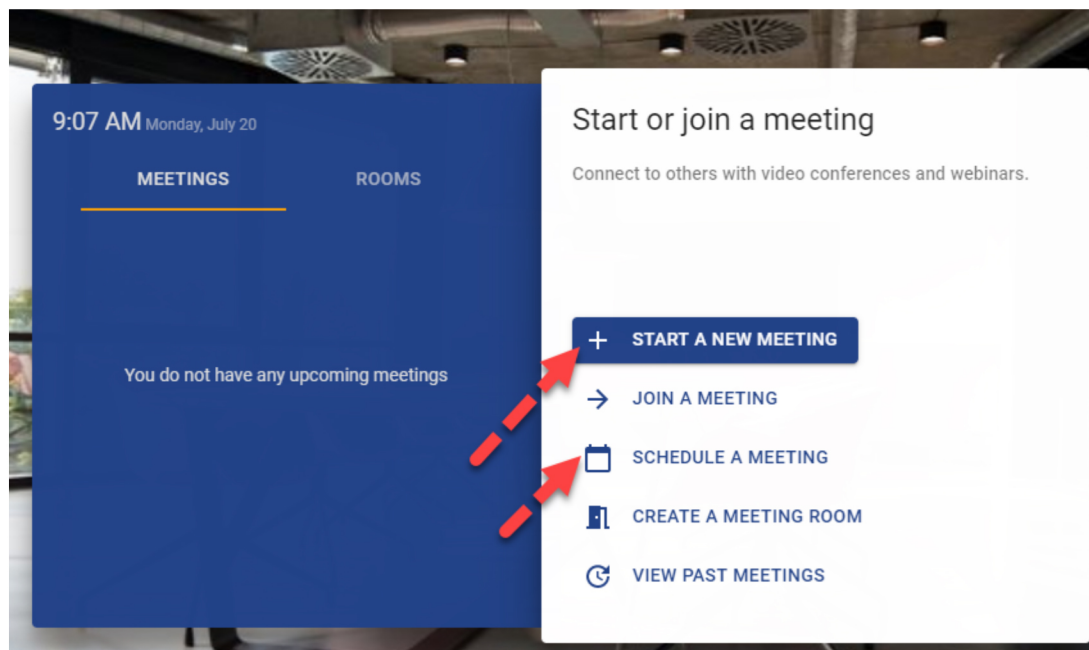 9:07 AM Monday, July 20
MEETINGS ROOMS
You do not have any upcoming meetings
Start or join a meeting
Connect to others with video conferences and webinars.
START A NEW MEETING
JOIN A MEETING
SCHEDULE A MEETING
CREATE A MEETING ROOM
VIEW PAST MEETINGS